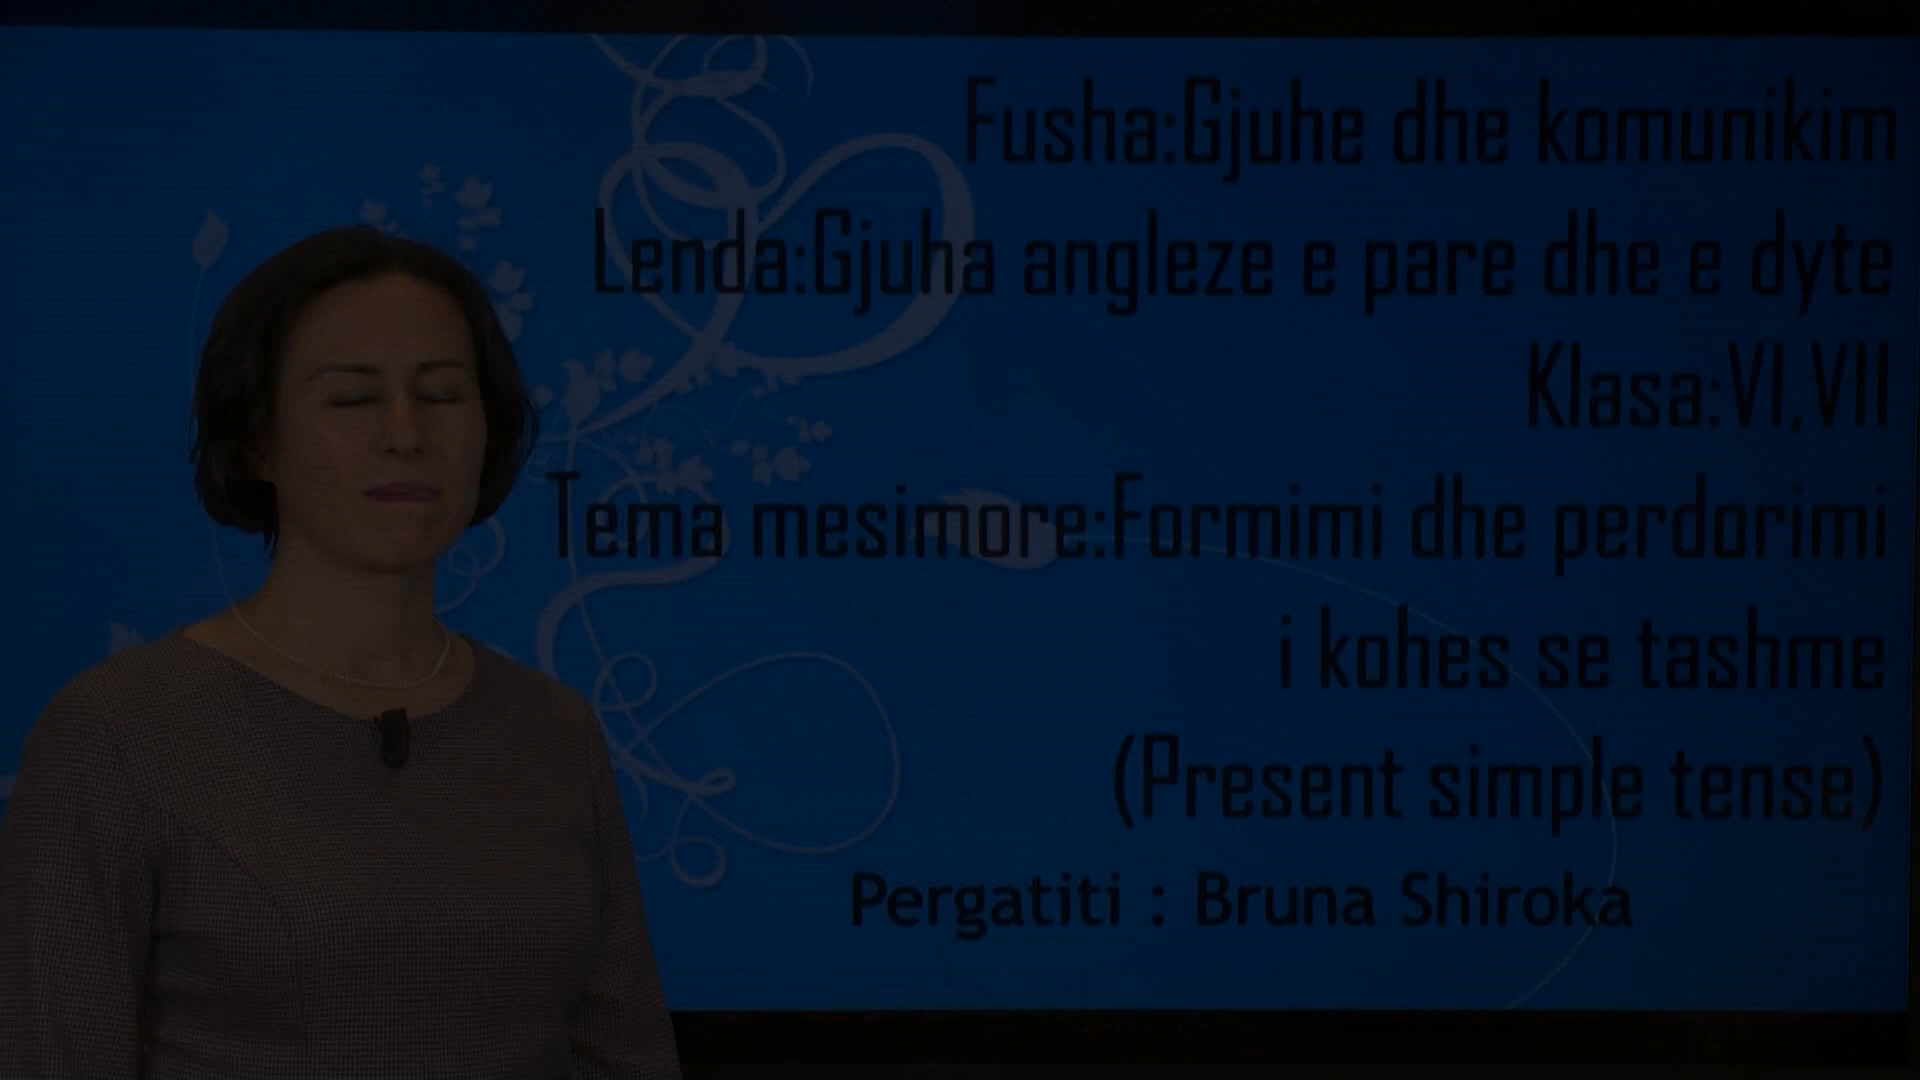 Fusha:Gjuhe dhe komunikim
Lenda:Gjuha angleze e pare dhe e dyte
Klasa:VI,VII
Tema mesimore:Formimi dhe perdorimi
i kohes se tashme
(Present simple tense)
Pergatiti : Bruna Shiroka